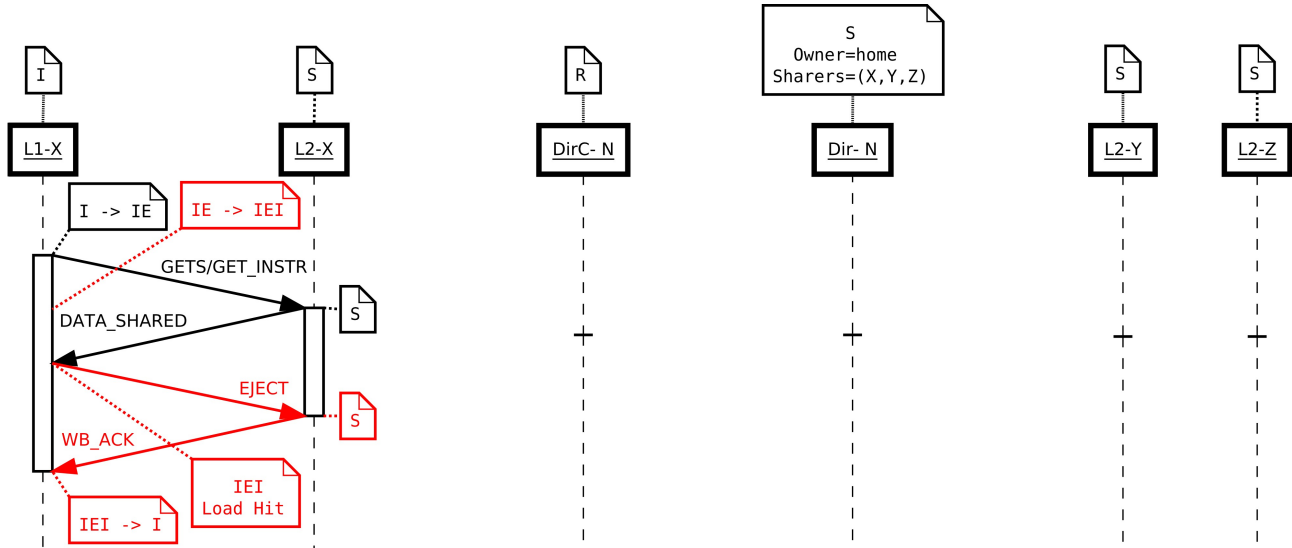 S
Owner=home
Sharers=(X,Y,Z)
I
S
R
S
S
L1-X
L2-X
DirC- N
Dir- N
L2-Y
L2-Z
I -> IE
IE -> IEI
GETS/GET_INSTR
S
DATA_SHARED
EJECT
S
WB_ACK
IEI
Load Hit
IEI -> I